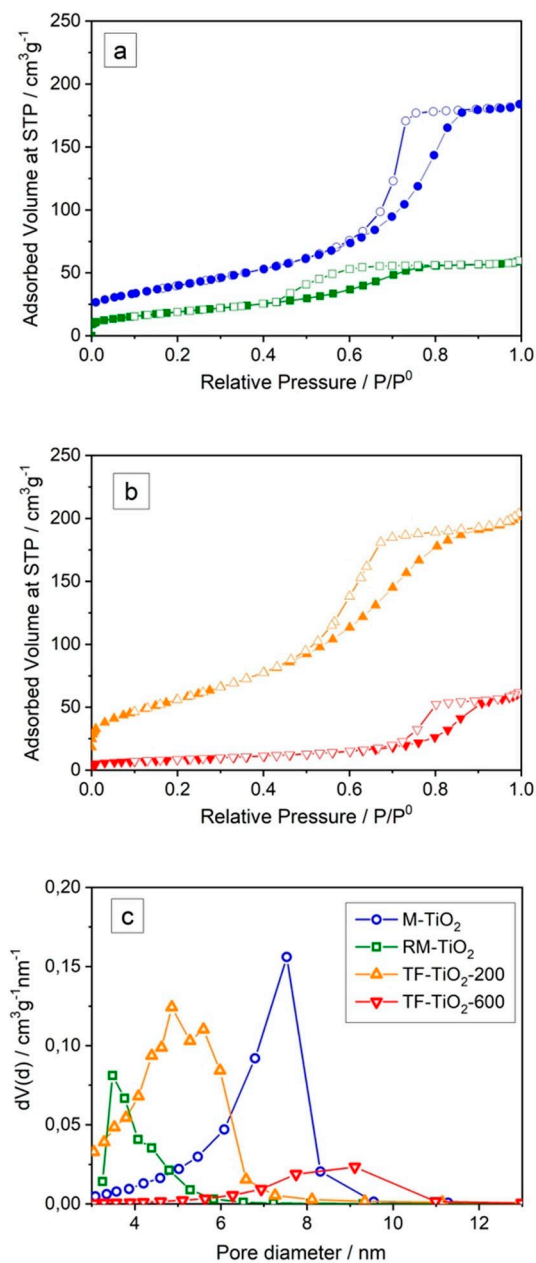 a
250
200
150
100
50
0
Adsorbed Volume at STP / cm³g⁻¹
0.0 0.2 0.4 0.6 0.8 1.0
Relative Pressure / P/P⁰
b
250
200
150
100
50
0
Adsorbed Volume at STP / cm³g⁻¹
0.0 0.2 0.4 0.6 0.8 1.0
Relative Pressure / P/P⁰
c
0,20
0,15
0,10
0,05
0,00
dV(d) / cm³g⁻¹nm⁻¹
M-TiO₂
RM-TiO₂
TF-TiO₂-200
TF-TiO₂-600
4 6 8 10 12
Pore diameter / nm